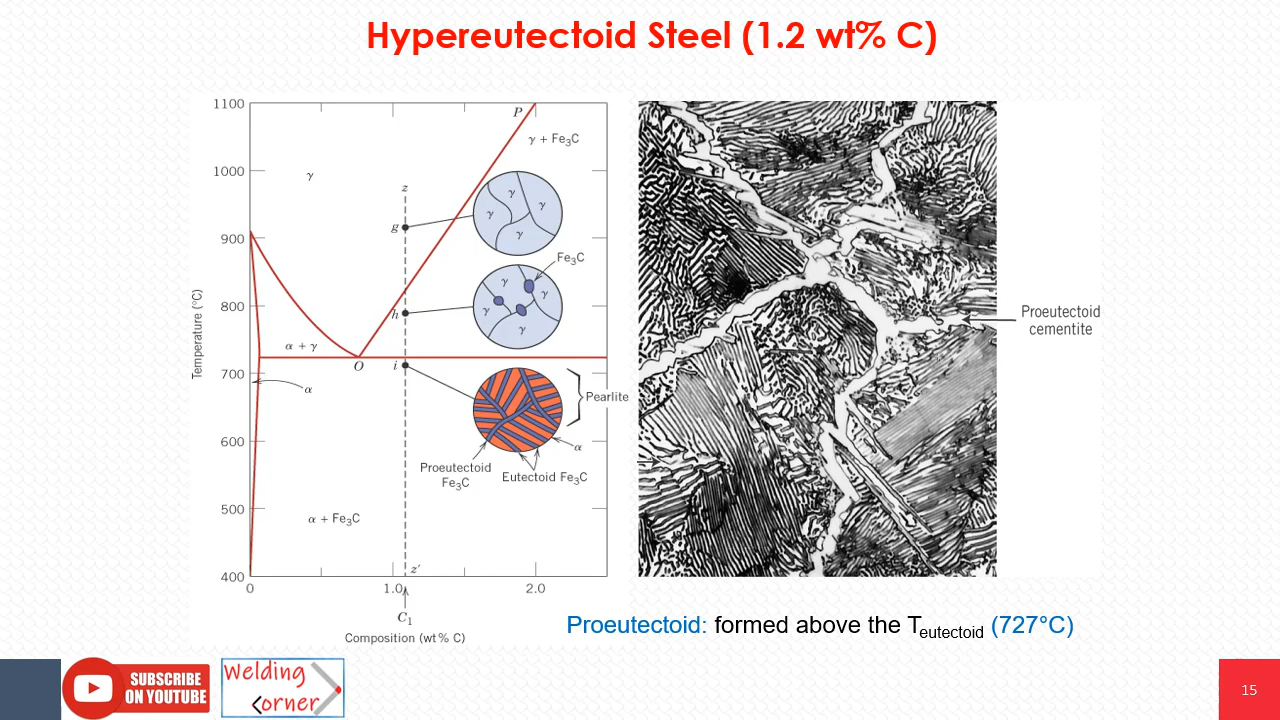 Hypereutectoid Steel (1.2 wt% C)
1100
1000
900
800
700
600
500
400
Temperature (°C)
P
γ + Fe₃C
γ
z
g
γ
γ
γ
γ
Fe₃C
γ
γ
γ
γ
h
α + γ
O
i
α
Pearlite
α
Proeutectoid
Fe₃C
Eutectoid Fe₃C
α + Fe₃C
z′
0
1.0
2.0
C₁
Composition (wt% C)
Proeutectoid
cementite
Proeutectoid: formed above the Teutectoid (727°C)
SUBSCRIBE
ON YOUTUBE
Welding
Corner
15